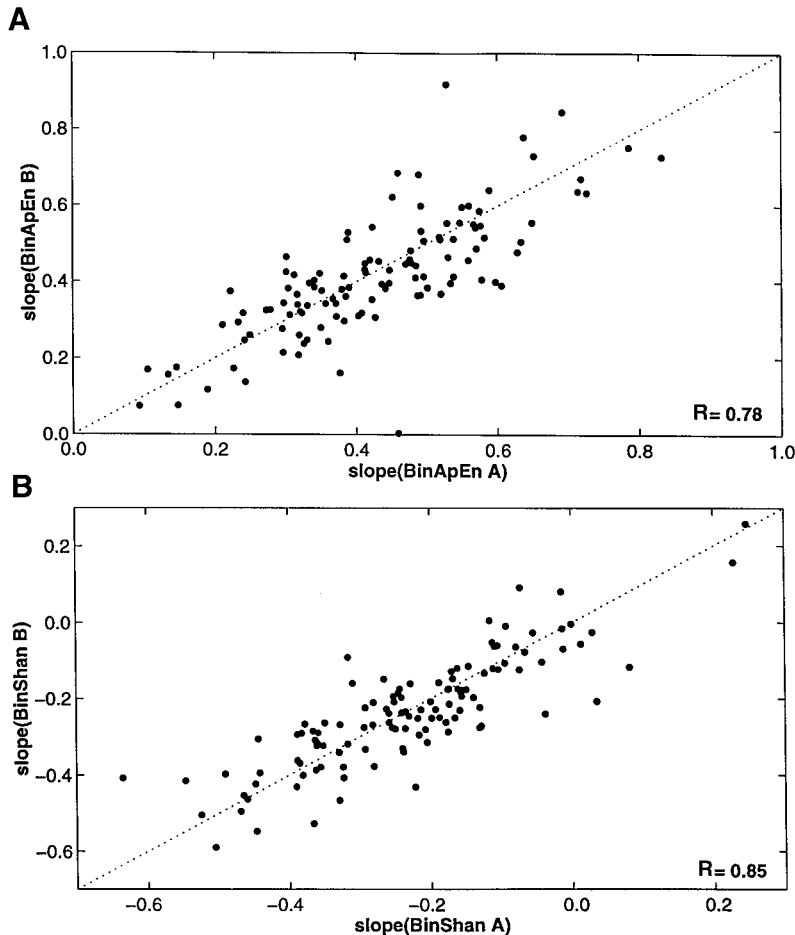 A
1.0
0.8
0.6
0.4
0.2
0.0
slope(BinApEn B)
R= 0.78
0.0 0.2 0.4 0.6 0.8 1.0
slope(BinApEn A)
B
0.2
0.0
−0.2
−0.4
−0.6
slope(BinShan B)
R= 0.85
−0.6 −0.4 −0.2 0.0 0.2
slope(BinShan A)